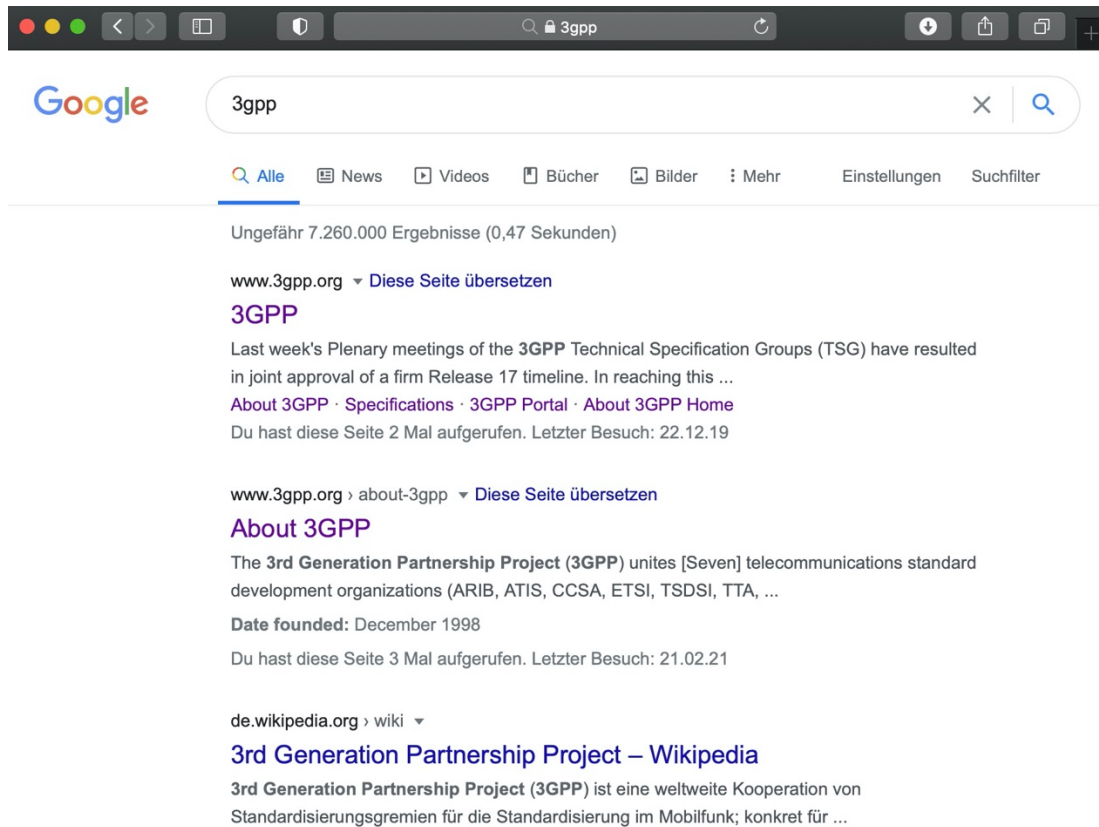 3gpp
Google
3gpp
Alle News Videos Bücher Bilder Mehr Einstellungen Suchfilter
Ungefähr 7.260.000 Ergebnisse (0,47 Sekunden)
www.3gpp.org Diese Seite übersetzen
3GPP
Last week's Plenary meetings of the 3GPP Technical Specification Groups (TSG) have resulted
in joint approval of a firm Release 17 timeline. In reaching this ...
About 3GPP · Specifications · 3GPP Portal · About 3GPP Home
Du hast diese Seite 2 Mal aufgerufen. Letzter Besuch: 22.12.19
www.3gpp.org › about-3gpp Diese Seite übersetzen
About 3GPP
The 3rd Generation Partnership Project (3GPP) unites [Seven] telecommunications standard
development organizations (ARIB, ATIS, CCSA, ETSI, TSDSI, TTA, ...
Date founded: December 1998
Du hast diese Seite 3 Mal aufgerufen. Letzter Besuch: 21.02.21
de.wikipedia.org › wiki
3rd Generation Partnership Project – Wikipedia
3rd Generation Partnership Project (3GPP) ist eine weltweite Kooperation von
Standardisierungsgremien für die Standardisierung im Mobilfunk; konkret für ...